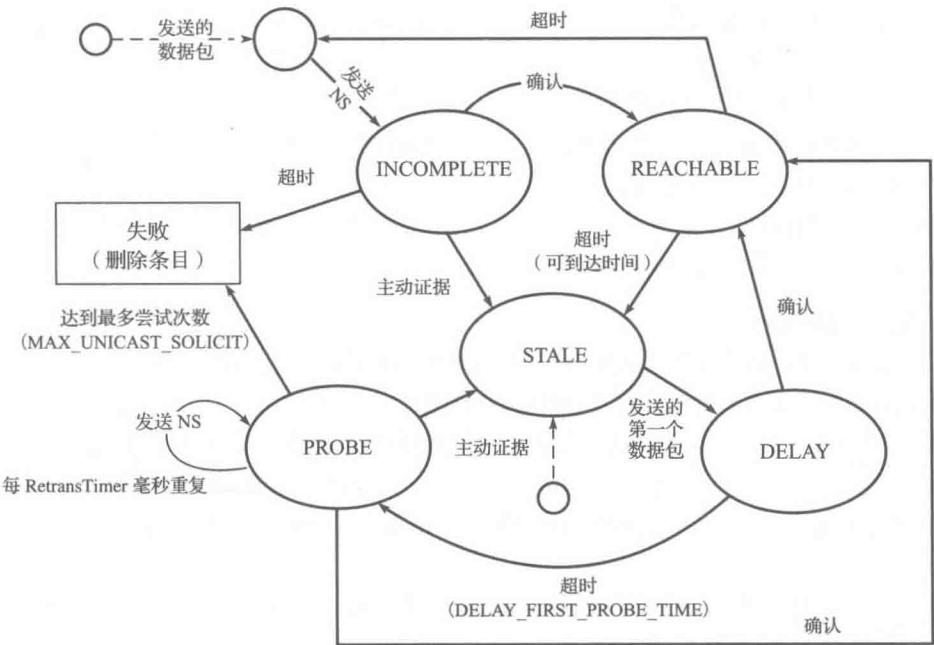 发送的
数据包
超时
发送
NS
确认
INCOMPLETE
REACHABLE
超时
失败
（删除条目）
超时
（可到达时间）
主动证据
确认
达到最多尝试次数
(MAX_UNICAST_SOLICIT)
STALE
发送的
第一个
数据包
发送 NS
PROBE
主动证据
DELAY
每 RetransTimer 毫秒重复
超时
(DELAY_FIRST_PROBE_TIME)
确认